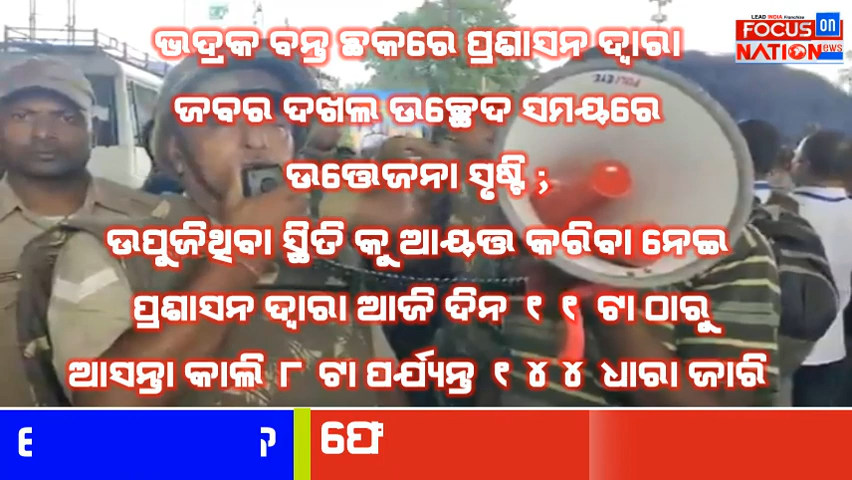 LEAD INDIA Franchise
FOCUS ON
NATION news
ଭଦ୍ରକ ବନ୍ତ ଛକରେ ପ୍ରଶାସନ ଦ୍ୱାରା
ଜବର ଦଖଲ ଉଚ୍ଛେଦ ସମୟରେ
ଉତ୍ତେଜନା ସୃଷ୍ଟି ;
ଉପୁଜିଥିବା ସ୍ଥିତି କୁ ଆୟତ୍ତ କରିବା ନେଇ
ପ୍ରଶାସନ ଦ୍ୱାରା ଆଜି ଦିନ ୧ ୧ ଟା ଠାରୁ
ଆସନ୍ତା କାଲି ୮ ଟା ପର୍ଯ୍ୟନ୍ତ ୧ ୪ ୪ ଧାରା ଜାରି
ଫେ